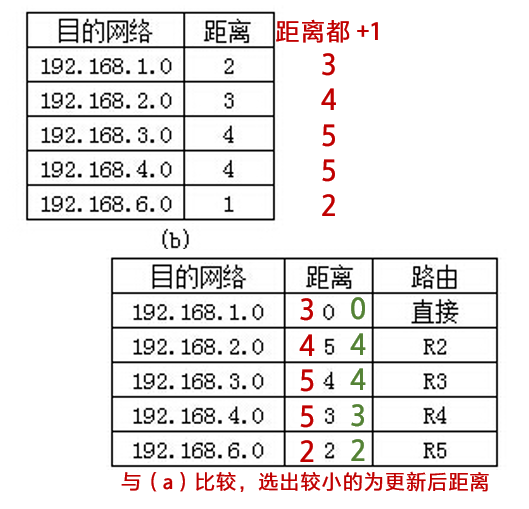 目的网络 距离 距离都 +1
192.168.1.0 2 3
192.168.2.0 3 4
192.168.3.0 4 5
192.168.4.0 4 5
192.168.6.0 1 2
(b)
目的网络 距离 路由
192.168.1.0 3 0 0 直接
192.168.2.0 4 5 4 R2
192.168.3.0 5 4 4 R3
192.168.4.0 5 3 3 R4
192.168.6.0 2 2 2 R5
与（a）比较，选出较小的为更新后距离